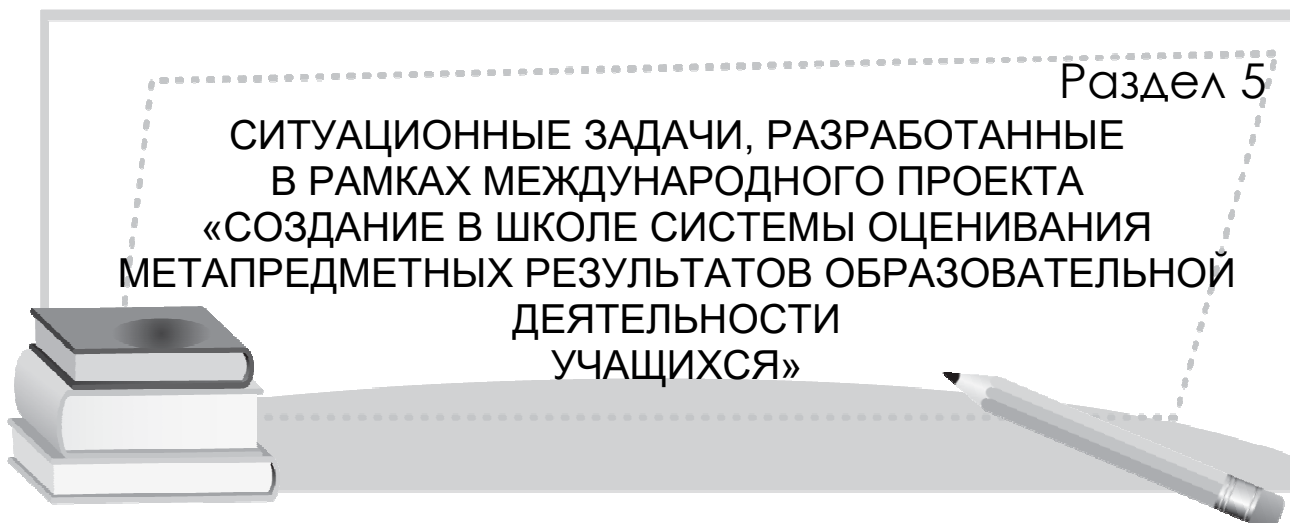 Раздел 5
СИТУАЦИОННЫЕ ЗАДАЧИ, РАЗРАБОТАННЫЕ
В РАМКАХ МЕЖДУНАРОДНОГО ПРОЕКТА
«СОЗДАНИЕ В ШКОЛЕ СИСТЕМЫ ОЦЕНИВАНИЯ
МЕТАПРЕДМЕТНЫХ РЕЗУЛЬТАТОВ ОБРАЗОВАТЕЛЬНОЙ
ДЕЯТЕЛЬНОСТИ
УЧАЩИХСЯ»